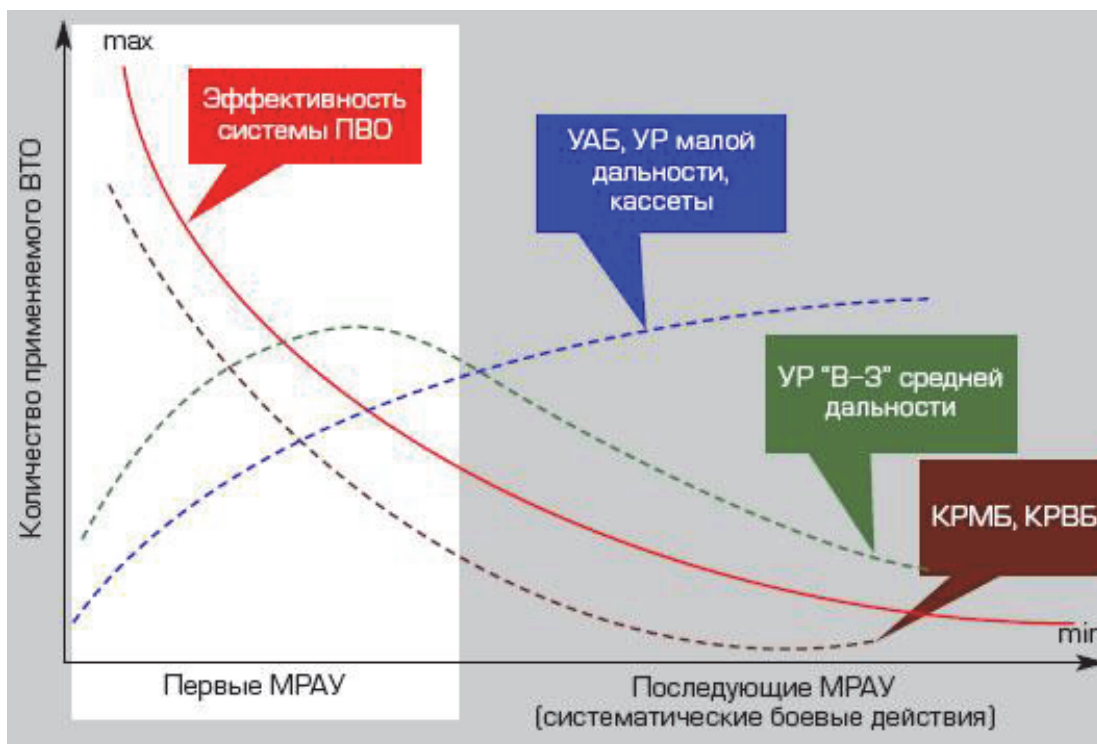 Количество применяемого ВТО
max
Эффективность
системы ПВО
УАБ, УР малой
дальности,
кассеты
УР "В–З" средней
дальности
КРМБ, КРВБ
min
Первые МРАУ
Последующие МРАУ
(систематические боевые действия)